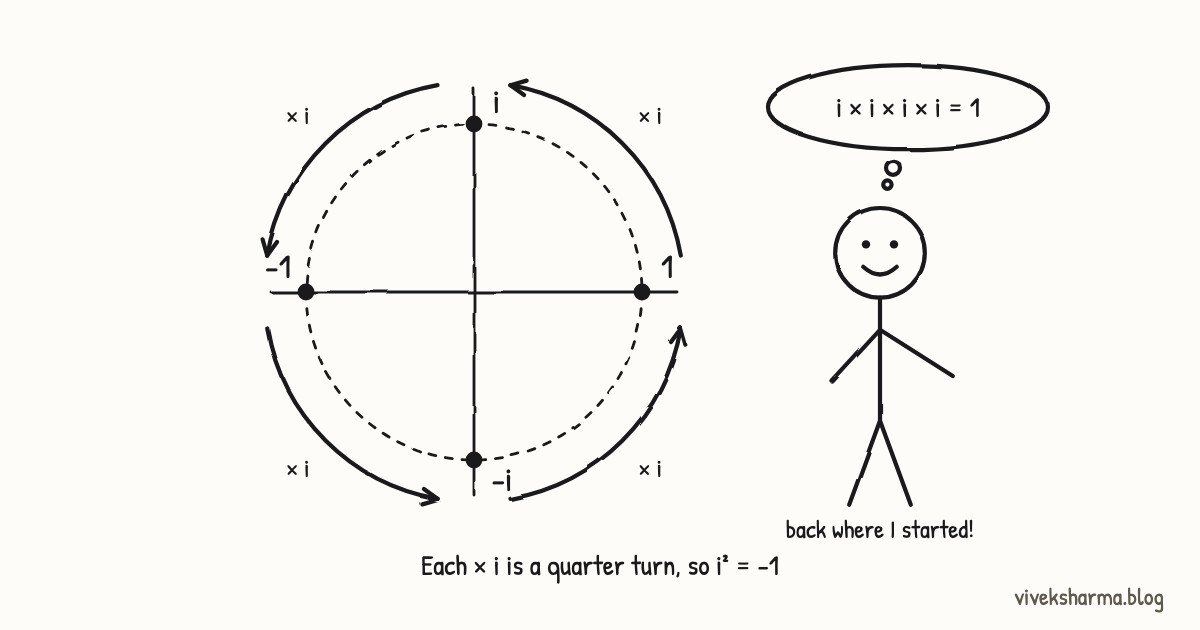 i
× i
× i
i × i × i × i = 1
-1
1
× i
× i
-i
back where I started!
Each × i is a quarter turn, so i² = -1
viveksharma.blog